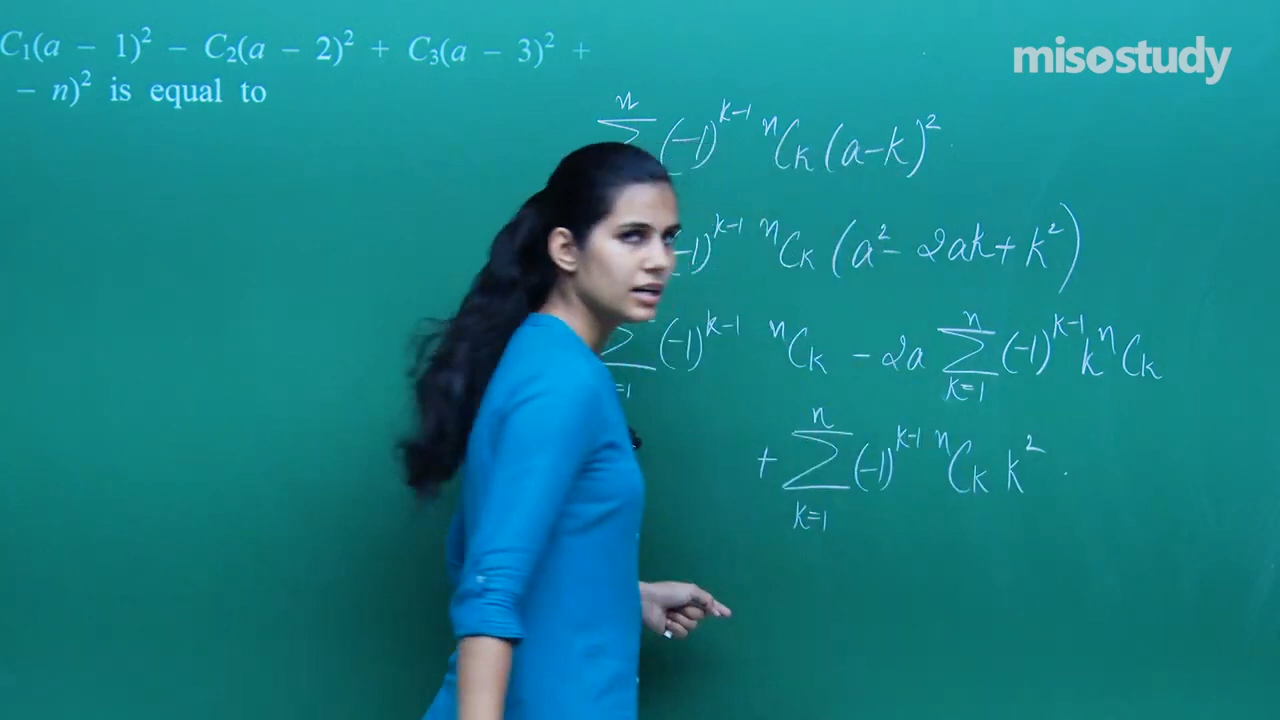 C₁(a − 1)² − C₂(a − 2)² + C₃(a − 3)² +
− n)² is equal to
misostudy
n (-1)^(k-1) ⁿCₖ (a-k)²
-1)^(k-1) ⁿCₖ (a² - 2ak + k²)
∑ =1 (-1)^(k-1) ⁿCₖ - 2a ∑ n k=1 (-1)^(k-1) k ⁿCₖ
+ ∑ n k=1 (-1)^(k-1) ⁿCₖ k² .